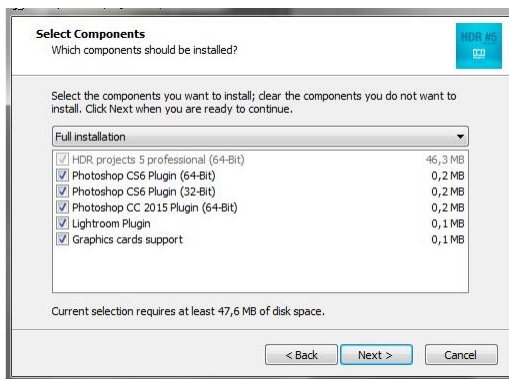 Select Components
Which components should be installed?
HDR #5
Select the components you want to install; clear the components you do not want to
install. Click Next when you are ready to continue.
Full installation
HDR projects 5 professional (64-Bit) 46,3 MB
Photoshop CS6 Plugin (64-Bit) 0,2 MB
Photoshop CS6 Plugin (32-Bit) 0,2 MB
Photoshop CC 2015 Plugin (64-Bit) 0,2 MB
Lightroom Plugin 0,1 MB
Graphics cards support 0,1 MB
Current selection requires at least 47,6 MB of disk space.
< Back Next > Cancel